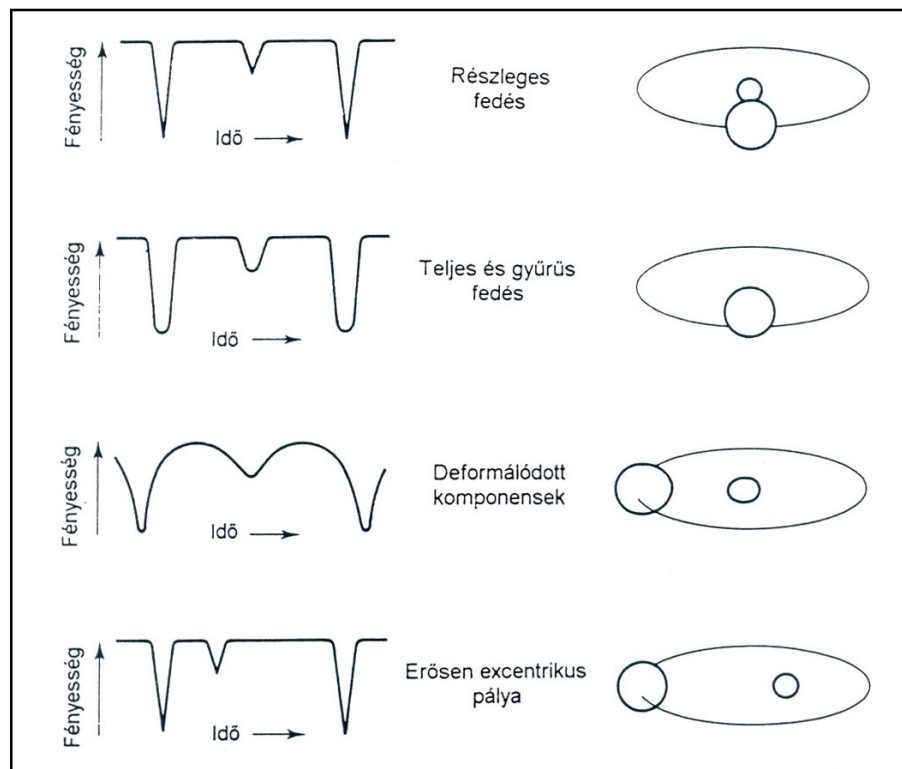 Fényesség
Idő
Részleges
fedés
Fényesség
Idő
Teljes és gyűrűs
fedés
Fényesség
Idő
Deformálódott
komponensek
Fényesség
Idő
Erősen excentrikus
pálya